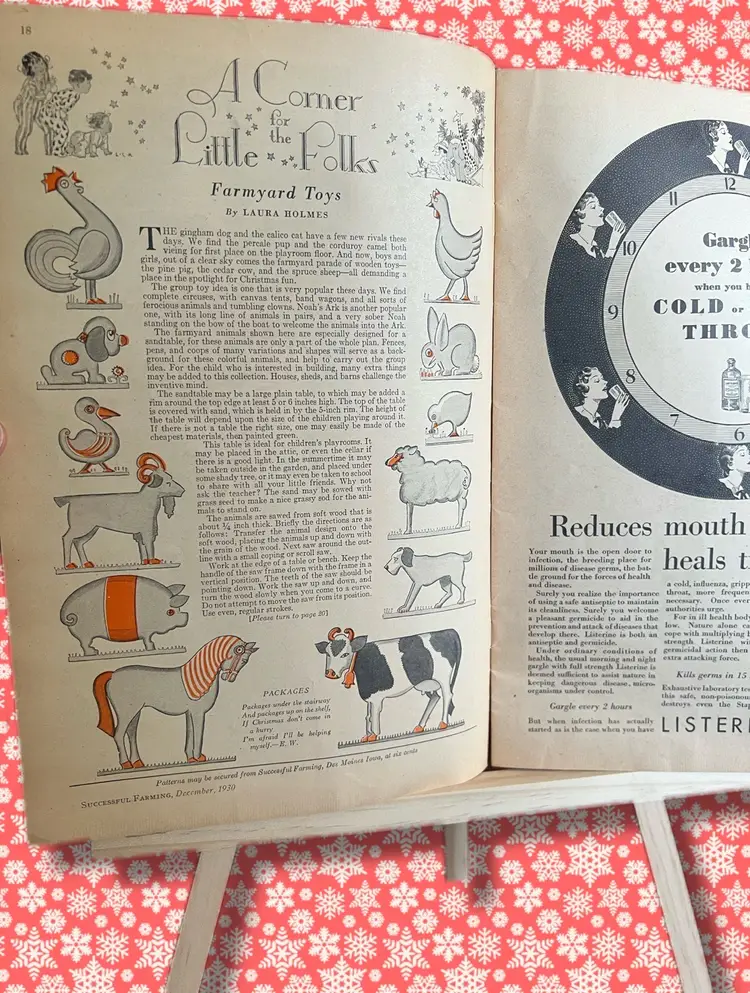 18
A Corner
for
the
Little Folks
Farmyard Toys
By LAURA HOLMES
THE gingham dog and the calico cat have a few new rivals these
days. We find the percale pup and the corduroy camel both
vieing for first place on the playroom floor. And now, boys and
girls, out of a clear sky comes the farmyard parade of wooden toys—
the pine pig, the cedar cow, and the spruce sheep—all demanding a
place in the spotlight for Christmas fun.
The group toy idea is one that is very popular these days. We find
complete circuses, with canvas tents, band wagons, and all sorts of
ferocious animals and tumbling clowns. Noah's Ark is another popular
one, with its long line of animals in pairs, and a very sober Noah
standing on the bow of the boat to welcome the animals into the Ark.
The farmyard animals shown here are especially designed for a
sandtable, for these animals are only a part of the whole plan. Fences,
pens, and coops of many variations and shapes will serve as a back-
ground for these colorful animals, and help to carry out the group
idea. For the child who is interested in building, many extra things
may be added to this collection. Houses, sheds, and barns challenge the
inventive mind.
The sandtable may be a large plain table, to which may be added a
rim around the top edge at least 5 or 6 inches high. The top of the table
is covered with sand, which is held in by the 5-inch rim. The height of
the table will depend upon the size of the children playing around it.
If there is not a table the right size, one may easily be made of the
cheapest materials, then painted green.
This table is ideal for children's playrooms. It
may be placed in the attic, or even the cellar if
there is a good light. In the summertime it may
be taken outside in the garden, and placed under
some shady tree, or it may even be taken to school
to share with all your little friends. Why not
ask the teacher? The sand may be sowed with
grass seed to make a nice grassy sod for the ani-
mals to stand on.
The animals are sawed from soft wood that is
about ¾ inch thick. Briefly the directions are as
follows: Transfer the animal design onto the
soft wood, placing the animals up and down with
the grain of the wood. Next saw around the out-
line with a small coping or scroll saw.
Work at the edge of a table or bench. Keep the
handle of the saw frame down with the frame in a
vertical position. The teeth of the saw should be
pointing down. Work the saw up and down, and
turn the wood slowly when you come to a curve.
Do not attempt to move the saw from its position.
Use even, regular strokes.
[Please turn to page 20]
PACKAGES
Packages under the stairway
And packages up on the shelf,
If Christmas don't come in
a hurry
I'm afraid I'll be helping
myself.—R. W.
Patterns may be secured from Successful Farming, Des Moines Iowa, at six cents
SUCCESSFUL FARMING, December, 1930
12
11
10
9
8
7
6
Gargl
every 2
when you h
COLD or
THRO
Reduces mouth
heals t
Your mouth is the open door to
infection, the breeding place for
millions of disease germs, the bat-
tle ground for the forces of health
and disease.
Surely you realize the importance
of using a safe antiseptic to maintain
its cleanliness. Surely you welcome
a pleasant germicide to aid in the
prevention and attack of diseases that
develop there. Listerine is both an
antiseptic and germicide.
Under ordinary conditions of
health, the usual morning and night
gargle with full strength Listerine is
deemed sufficient to assist nature in
keeping dangerous disease, micro-
organisms under control.
Gargle every 2 hours
But when infection has actually
started as is the case when you have
a cold, influenza, gripp
throat, more frequen
necessary. Once ever
authorities urge.
For in ill health body
low. Nature alone ca
cope with multiplying
strength Listerine wi
germicidal action then
extra attacking force.
Kills germs in 15
Exhaustive laboratory te
this safe, non-poisonou
destroys even the Stap
LISTER